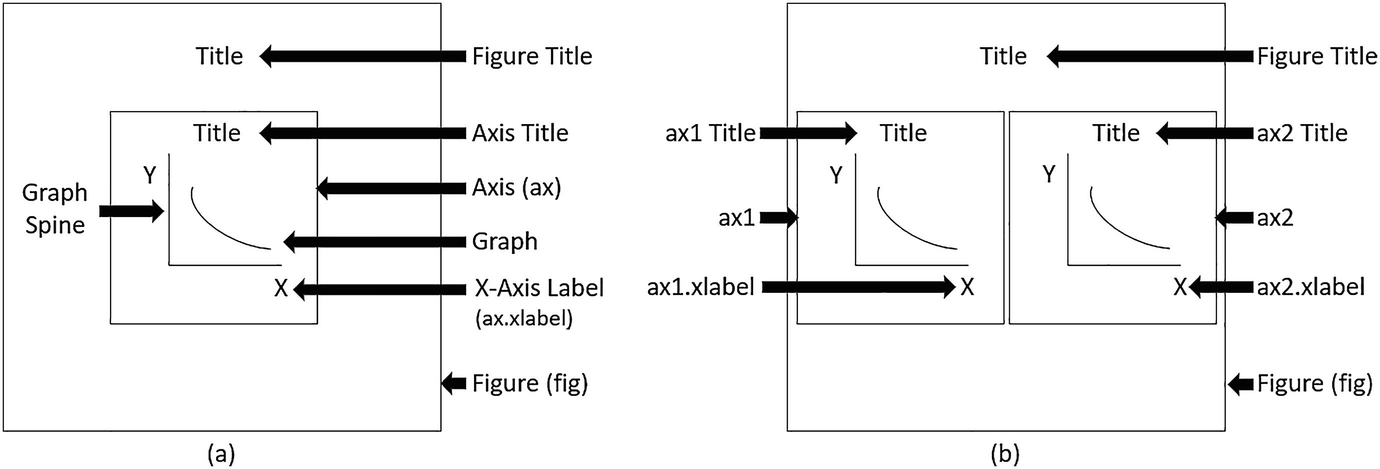 Title
Figure Title
Title
Axis Title
Y
Graph
Spine
Axis (ax)
Graph
X
X-Axis Label
(ax.xlabel)
Figure (fig)
(a)
Title
Figure Title
ax1 Title
Title
Title
ax2 Title
Y
Y
ax1
ax2
ax1.xlabel
X
X
ax2.xlabel
Figure (fig)
(b)